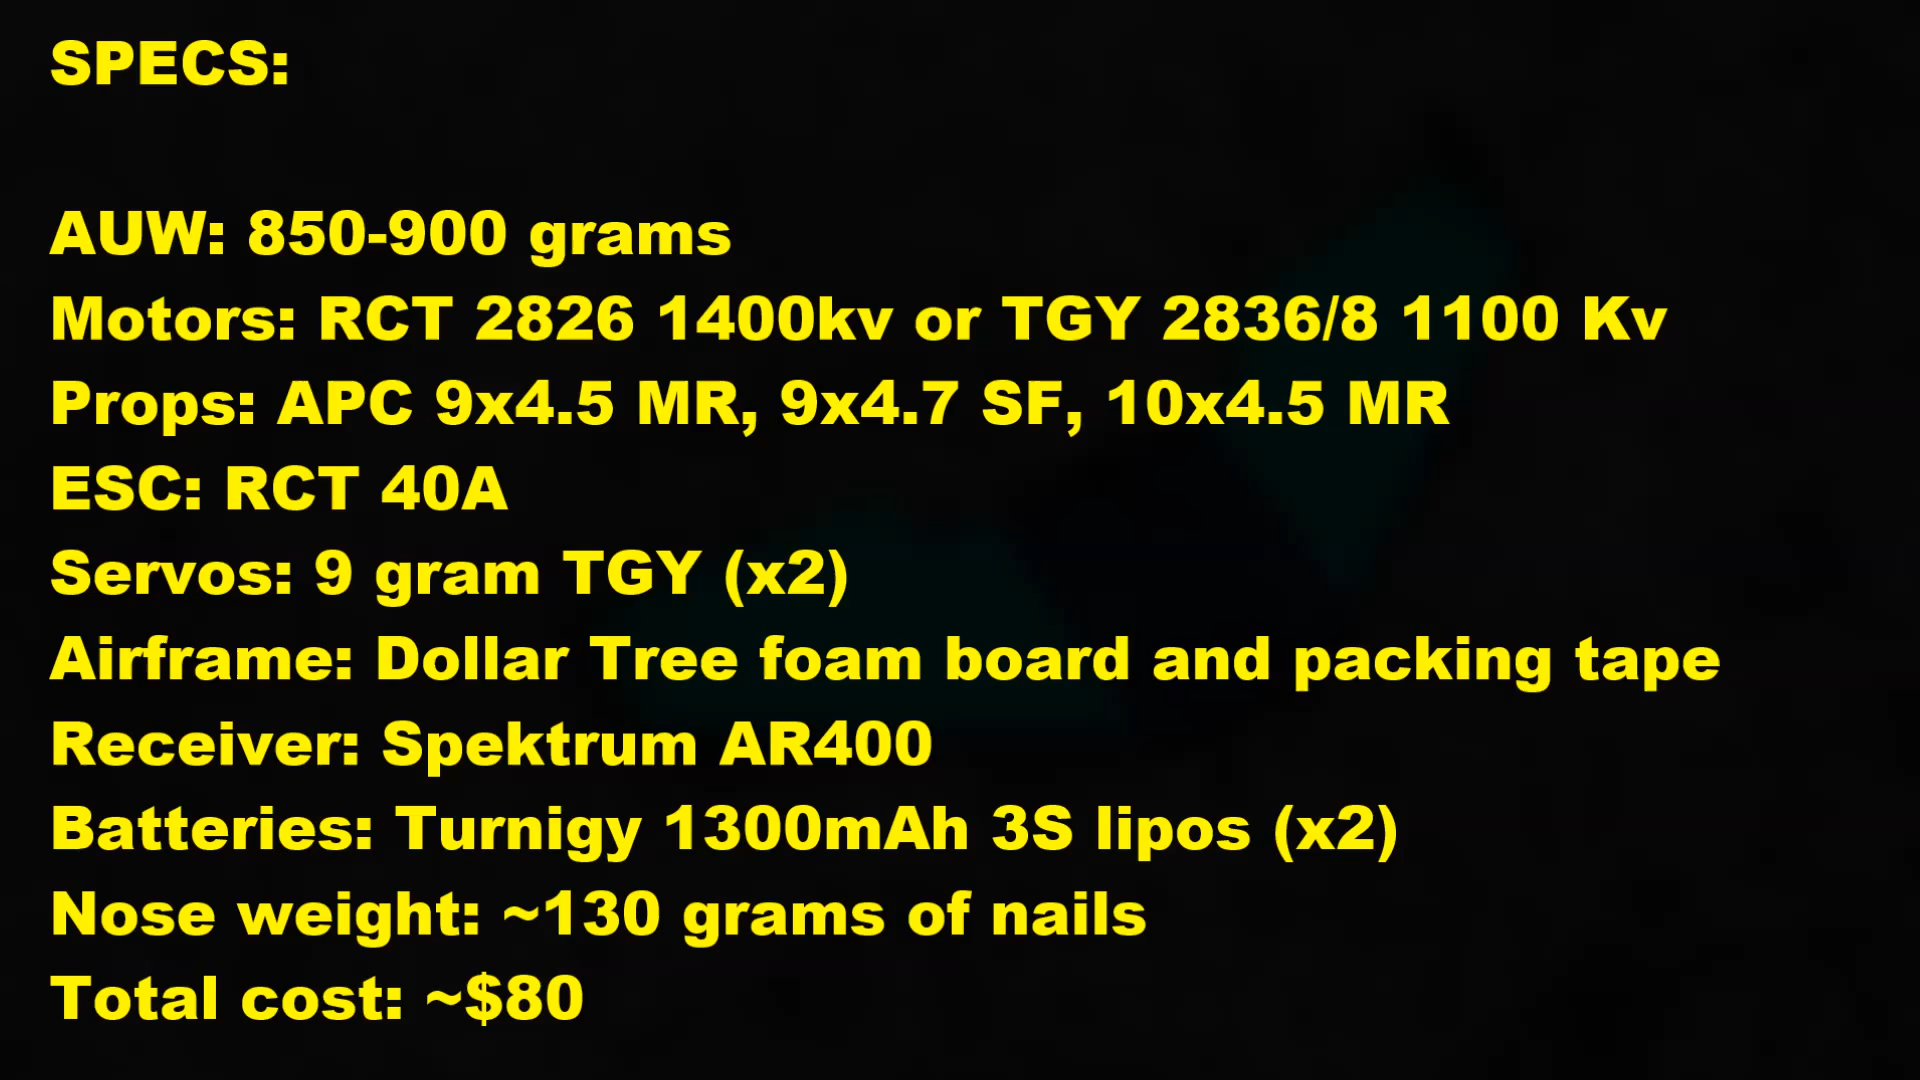 SPECS:
AUW: 850-900 grams
Motors: RCT 2826 1400kv or TGY 2836/8 1100 Kv
Props: APC 9x4.5 MR, 9x4.7 SF, 10x4.5 MR
ESC: RCT 40A
Servos: 9 gram TGY (x2)
Airframe: Dollar Tree foam board and packing tape
Receiver: Spektrum AR400
Batteries: Turnigy 1300mAh 3S lipos (x2)
Nose weight: ~130 grams of nails
Total cost: ~$80